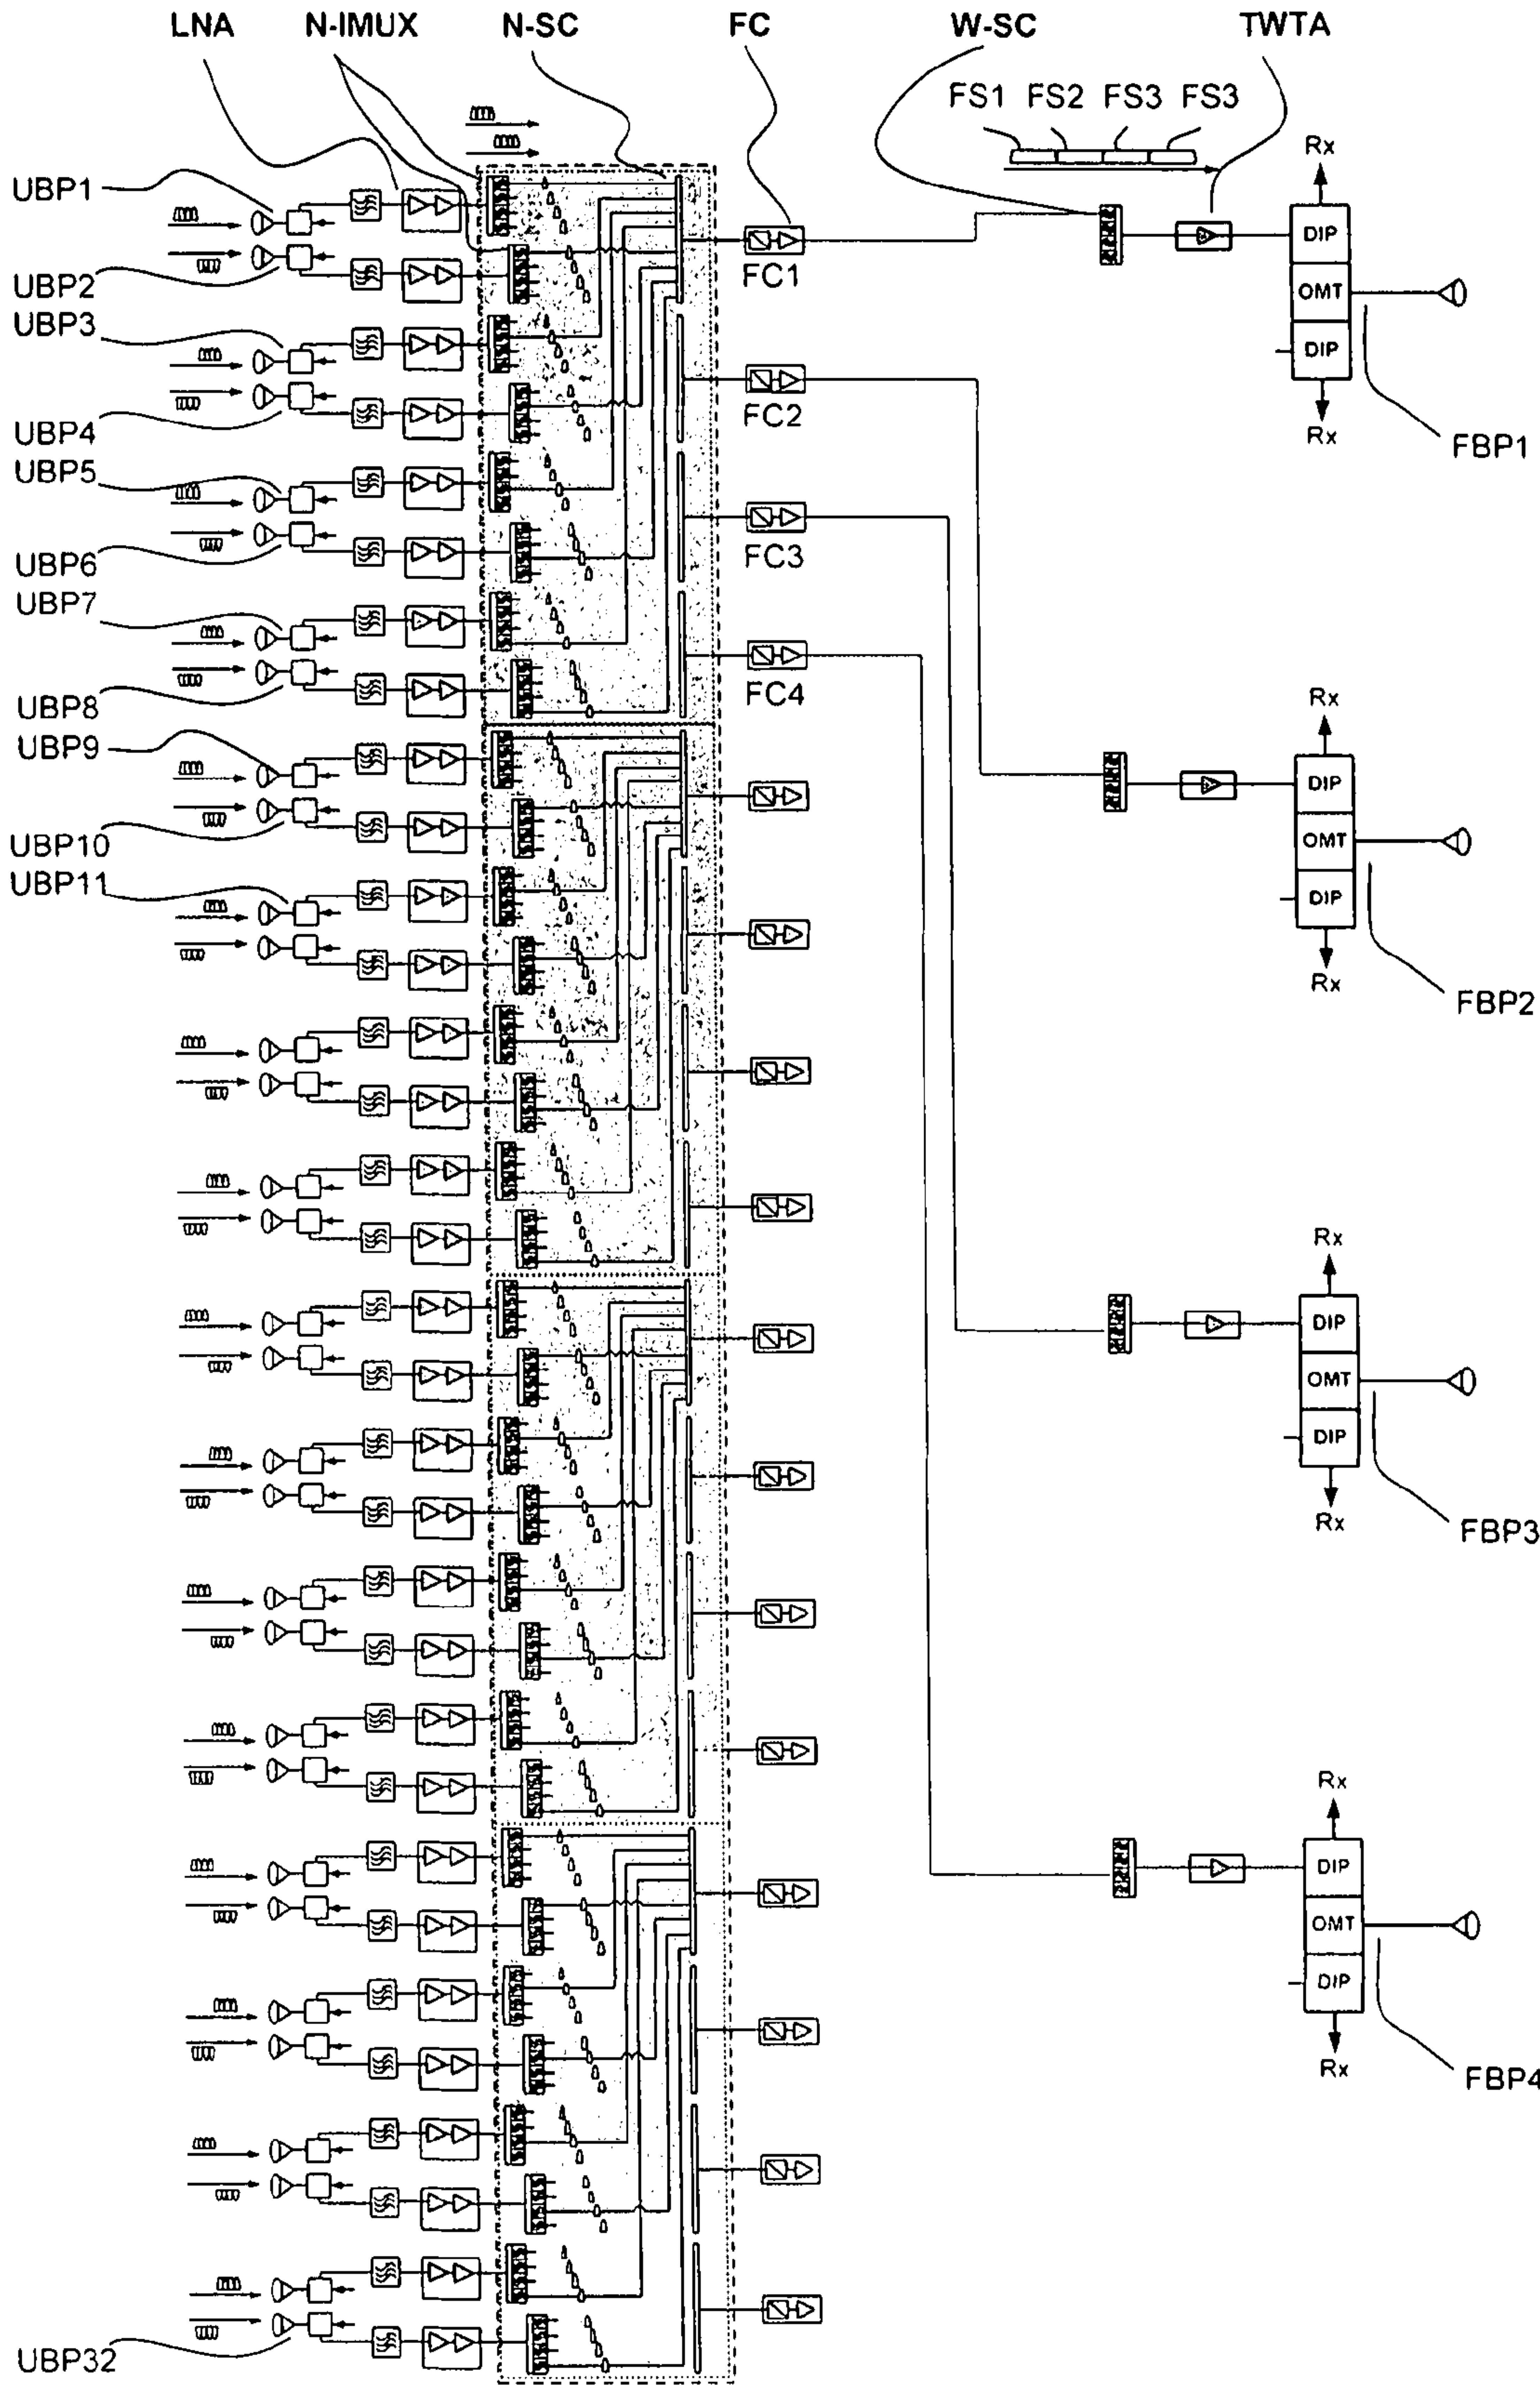 LNA N-IMUX N-SC FC W-SC TWTA
FS1 FS2 FS3 FS3
UBP1
UBP2
UBP3
UBP4
UBP5
UBP6
UBP7
UBP8
UBP9
UBP10
UBP11
UBP32
FC1
FC2
FC3
FC4
Rx
DIP
OMT
DIP
Rx
FBP1
Rx
DIP
OMT
DIP
Rx
FBP2
Rx
DIP
OMT
DIP
Rx
FBP3
Rx
DIP
OMT
DIP
Rx
FBP4